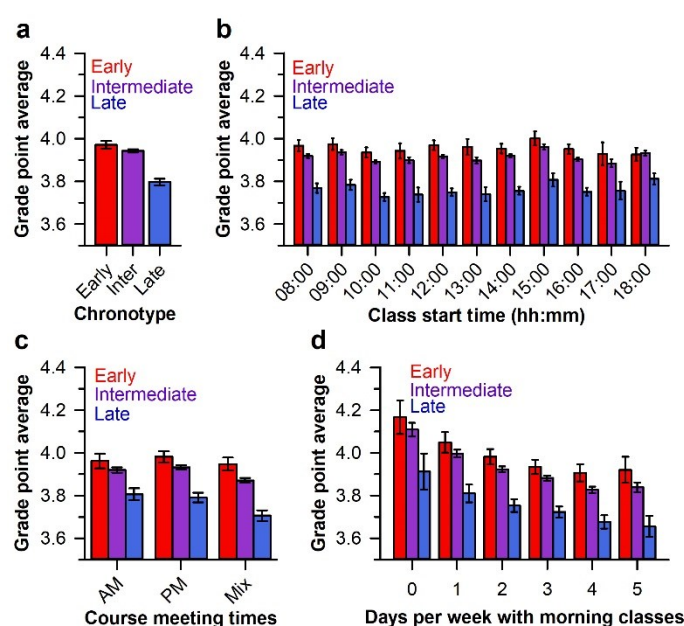 a
4.4
4.2
4.0
3.8
3.6
Grade point average
Early
Intermediate
Late
Early
Inter
Late
Chronotype
b
4.4
4.2
4.0
3.8
3.6
Grade point average
Early
Intermediate
Late
08:00
09:00
10:00
11:00
12:00
13:00
14:00
15:00
16:00
17:00
18:00
Class start time (hh:mm)
c
4.4
4.2
4.0
3.8
3.6
Grade point average
Early
Intermediate
Late
AM
PM
Mix
Course meeting times
d
4.4
4.2
4.0
3.8
3.6
Grade point average
Early
Intermediate
Late
0
1
2
3
4
5
Days per week with morning classes